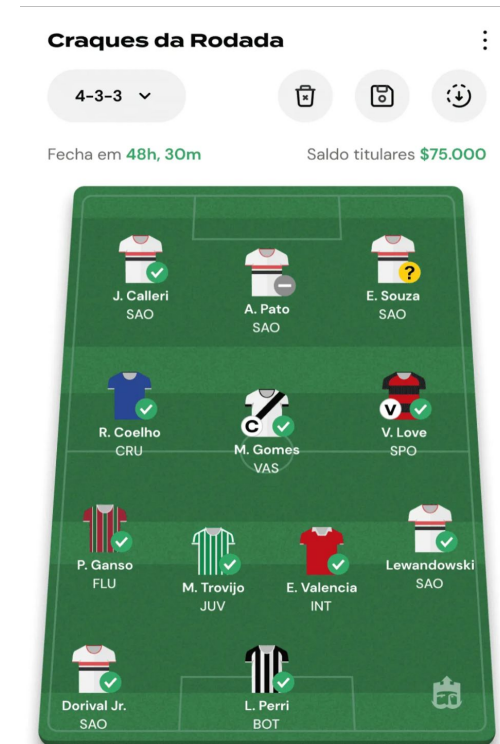 Craques da Rodada
4-3-3
Fecha em 48h, 30m
Saldo titulares $75.000
?
J. Calleri
SAO
A. Pato
SAO
E. Souza
SAO
C
V
R. Coelho
CRU
M. Gomes
VAS
V. Love
SPO
P. Ganso
FLU
M. Trovijo
JUV
E. Valencia
INT
Lewandowski
SAO
Dorival Jr.
SAO
L. Perri
BOT